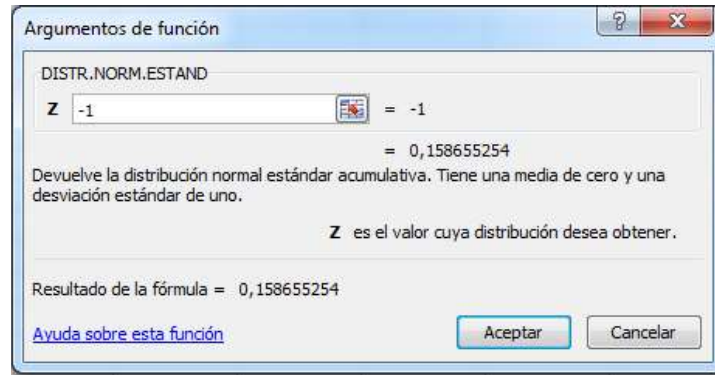 Argumentos de función
DISTR.NORM.ESTAND
Z -1 = -1
= 0,158655254
Devuelve la distribución normal estándar acumulativa. Tiene una media de cero y una
desviación estándar de uno.
Z es el valor cuya distribución desea obtener.
Resultado de la fórmula = 0,158655254
Ayuda sobre esta función
Aceptar Cancelar